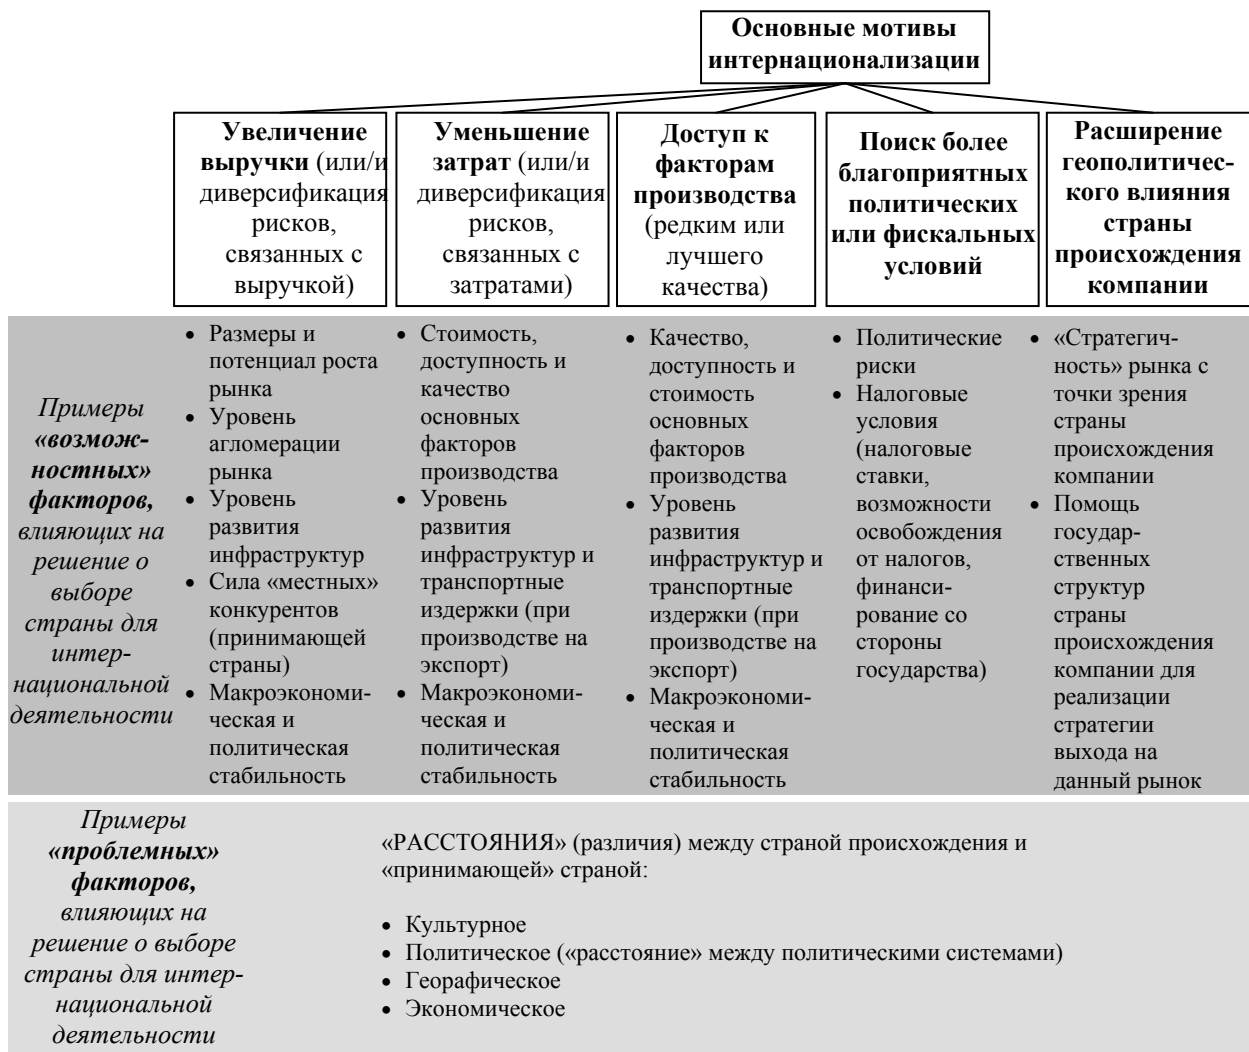 Основные мотивы
интернационализации
Увеличение
выручки (или/и
диверсификация
рисков,
связанных с
выручкой)
Уменьшение
затрат (или/и
диверсификация
рисков,
связанных с
затратами)
Доступ к
факторам
производства
(редким или
лучшего
качества)
Поиск более
благоприятных
политических
или фискальных
условий
Расширение
геополитичес-
кого влияния
страны
происхождения
компании
Примеры
«возмож-
ностных»
факторов,
влияющих на
решение о
выборе
страны для
интер-
национальной
деятельности
• Размеры и
потенциал роста
рынка
• Уровень
агломерации
рынка
• Уровень
развития
инфраструктур
• Сила «местных»
конкурентов
(принимающей
страны)
• Макроэкономи-
ческая и
политическая
стабильность
• Стоимость,
доступность и
качество
основных
факторов
производства
• Уровень
развития
инфраструктур и
транспортные
издержки (при
производстве на
экспорт)
• Макроэкономи-
ческая и
политическая
стабильность
• Качество,
доступность и
стоимость
основных
факторов
производства
• Уровень
развития
инфраструктур и
транспортные
издержки (при
производстве на
экспорт)
• Макроэкономи-
ческая и
политическая
стабильность
• Политические
риски
• Налоговые
условия
(налоговые
ставки,
возможности
освобождения
от налогов,
финанси-
рование со
стороны
государства)
• «Стратегич-
ность» рынка с
точки зрения
страны
происхождения
компании
• Помощь
государ-
ственных
структур
страны
происхождения
компании для
реализации
стратегии
выхода на
данный рынок
Примеры
«проблемных»
факторов,
влияющих на
решение о выборе
страны для интер-
национальной
деятельности
«РАССТОЯНИЯ» (различия) между страной происхождения и
«принимающей» страной:
• Культурное
• Политическое («расстояние» между политическими системами)
• Георафическое
• Экономическое